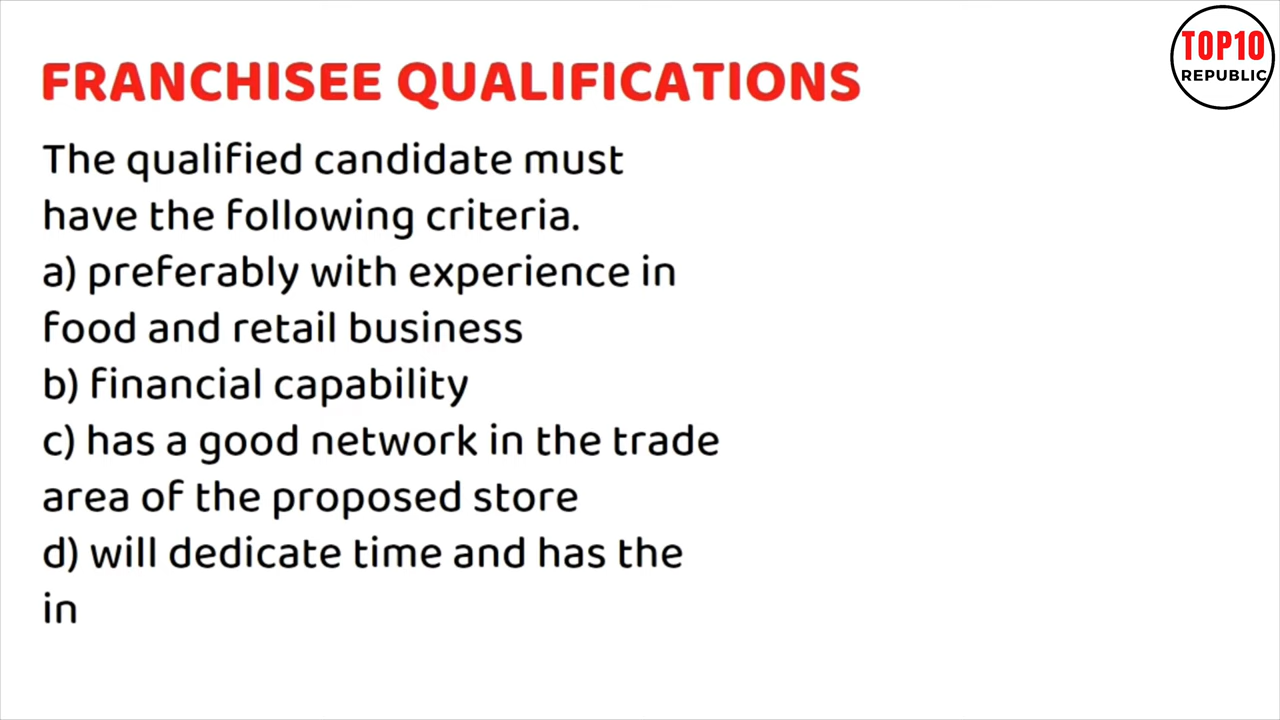 TOP10
REPUBLIC
FRANCHISEE QUALIFICATIONS
The qualified candidate must
have the following criteria.
a) preferably with experience in
food and retail business
b) financial capability
c) has a good network in the trade
area of the proposed store
d) will dedicate time and has the
in